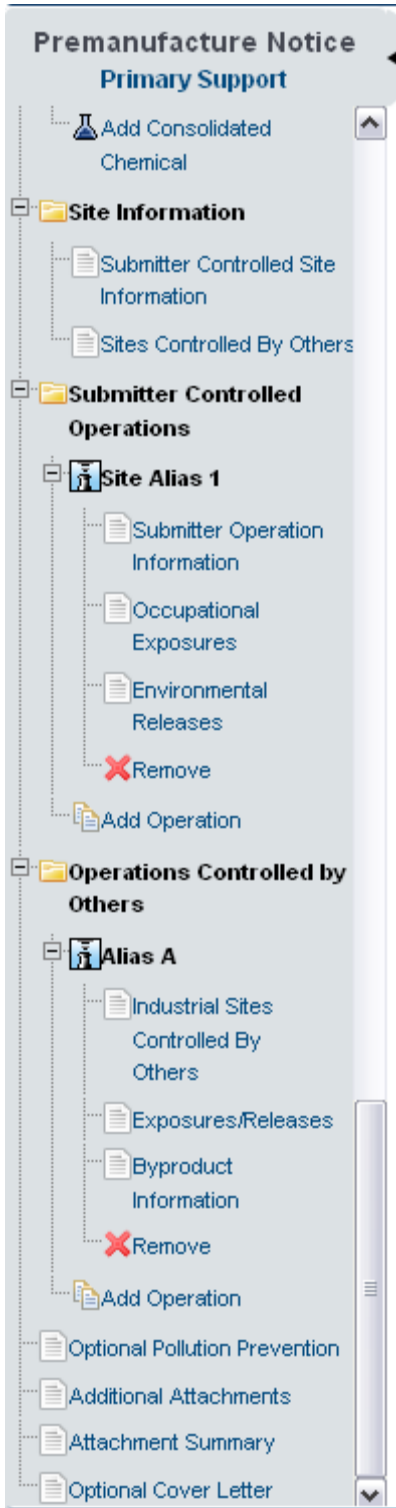 Premanufacture Notice
Primary Support
Add Consolidated
Chemical
Site Information
Submitter Controlled Site
Information
Sites Controlled By Others
Submitter Controlled
Operations
Site Alias 1
Submitter Operation
Information
Occupational
Exposures
Environmental
Releases
Remove
Add Operation
Operations Controlled by
Others
Alias A
Industrial Sites
Controlled By
Others
Exposures/Releases
Byproduct
Information
Remove
Add Operation
Optional Pollution Prevention
Additional Attachments
Attachment Summary
Optional Cover Letter